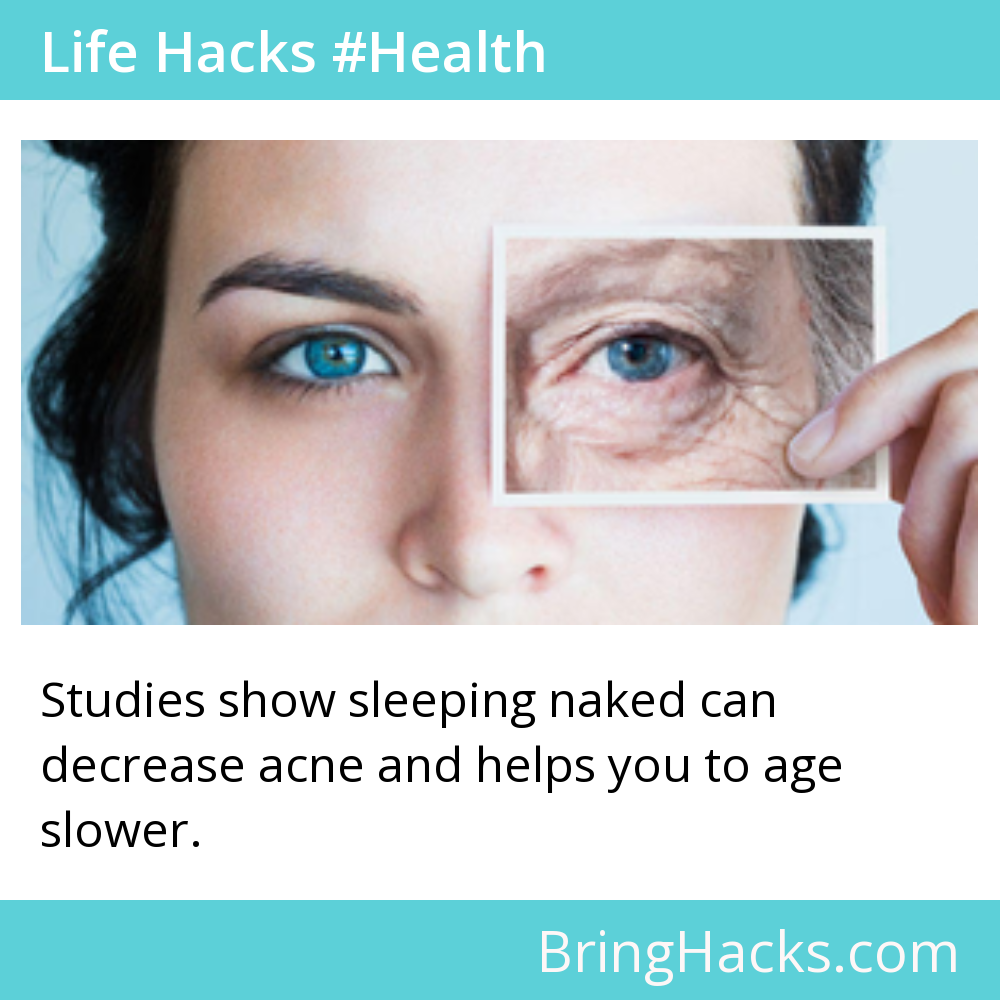 Life Hacks #Health
Studies show sleeping naked can
decrease acne and helps you to age
slower.
BringHacks.com